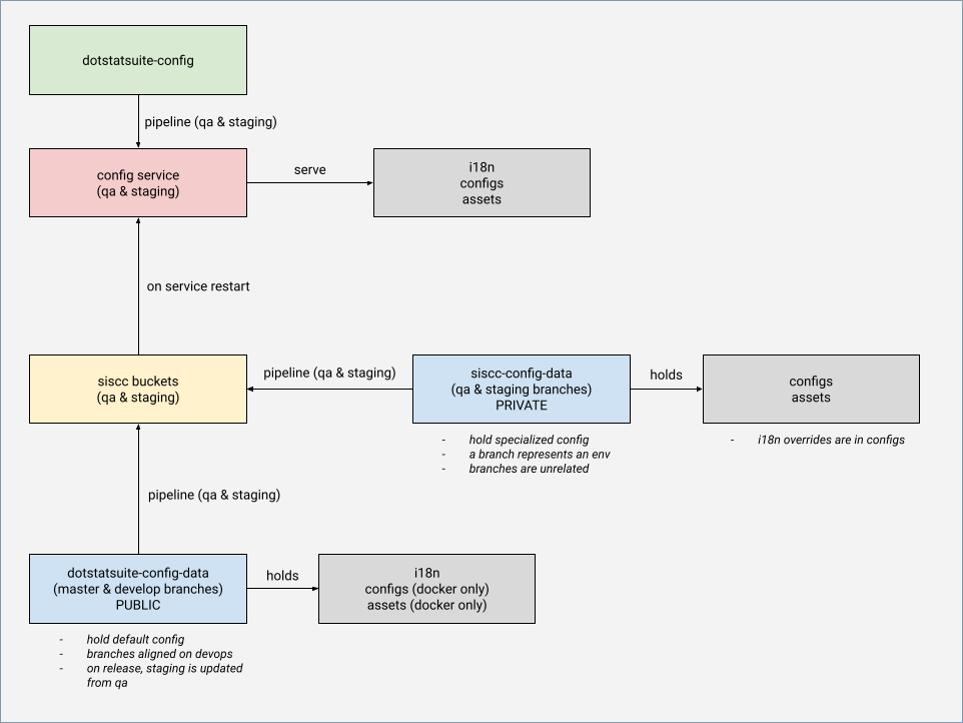 dotstatsuite-config
pipeline (qa & staging)
config service
(qa & staging)
serve
i18n
configs
assets
on service restart
siscc buckets
(qa & staging)
pipeline (qa & staging)
siscc-config-data
(qa & staging branches)
PRIVATE
holds
configs
assets
- hold specialized config
- a branch represents an env
- branches are unrelated
- i18n overrides are in configs
pipeline (qa & staging)
dotstatsuite-config-data
(master & develop branches)
PUBLIC
holds
i18n
configs (docker only)
assets (docker only)
- hold default config
- branches aligned on devops
- on release, staging is updated
from qa